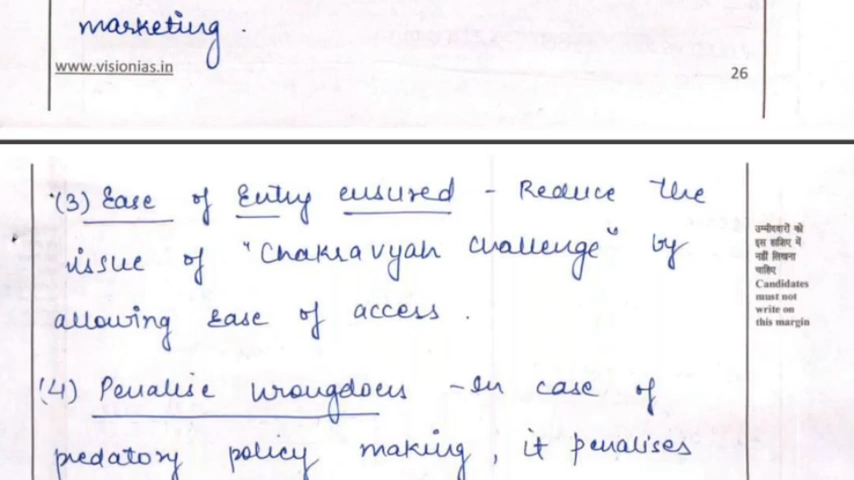 marketing.
www.visionias.in
26
(3) Ease of Entry ensured - Reduce the
issue of "Chakravyah challenge" by
allowing ease of access.
(4) Penalise wrongdoers - In case of
predatory policy making, it penalises
उम्मीदवारों को
इस हाशिए में
नहीं लिखना
चाहिए
Candidates
must not
write on
this margin